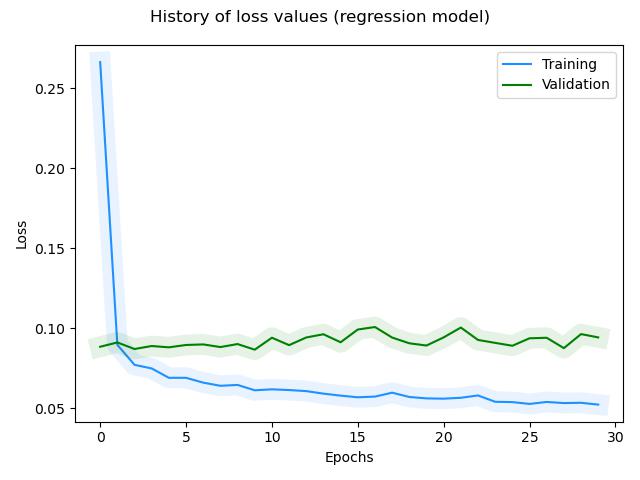 History of loss values (regression model)
Training
Validation
0.25
0.20
0.15
0.10
0.05
Loss
0
5
10
15
20
25
30
Epochs